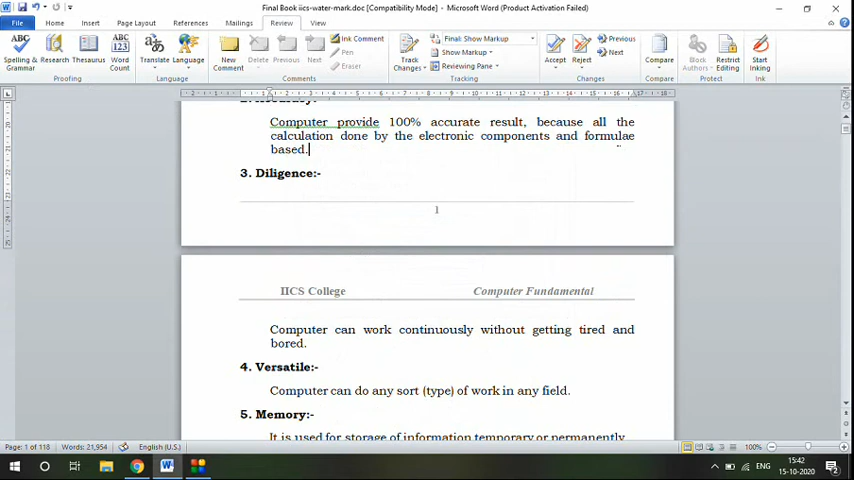 Final Book iics-water-mark.doc [Compatibility Mode] - Microsoft Word (Product Activation Failed)
File Home Insert Page Layout References Mailings Review View
Spelling & Grammar Research Thesaurus Word Count
Translate Language
New Comment
Ink Comment
Pen
Eraser
Track Changes
Final: Show Markup
Show Markup
Reviewing Pane
Accept Reject
Previous
Next
Compare
Block Authors Restrict Editing
Start Ink
Proofing Language Comments Tracking Changes Compare Protect Ink
Computer provide 100% accurate result, because all the
calculation done by the electronic components and formulae
based.
3. Diligence:-
1
IICS College Computer Fundamental
Computer can work continuously without getting tired and
bored.
4. Versatile:-
Computer can do any sort (type) of work in any field.
5. Memory:-
It is used for storage of information temporary or permanently
Page: 1 of 118 Words: 21,954 English (U.S.) 100%
ENG 15:42
15-10-2020